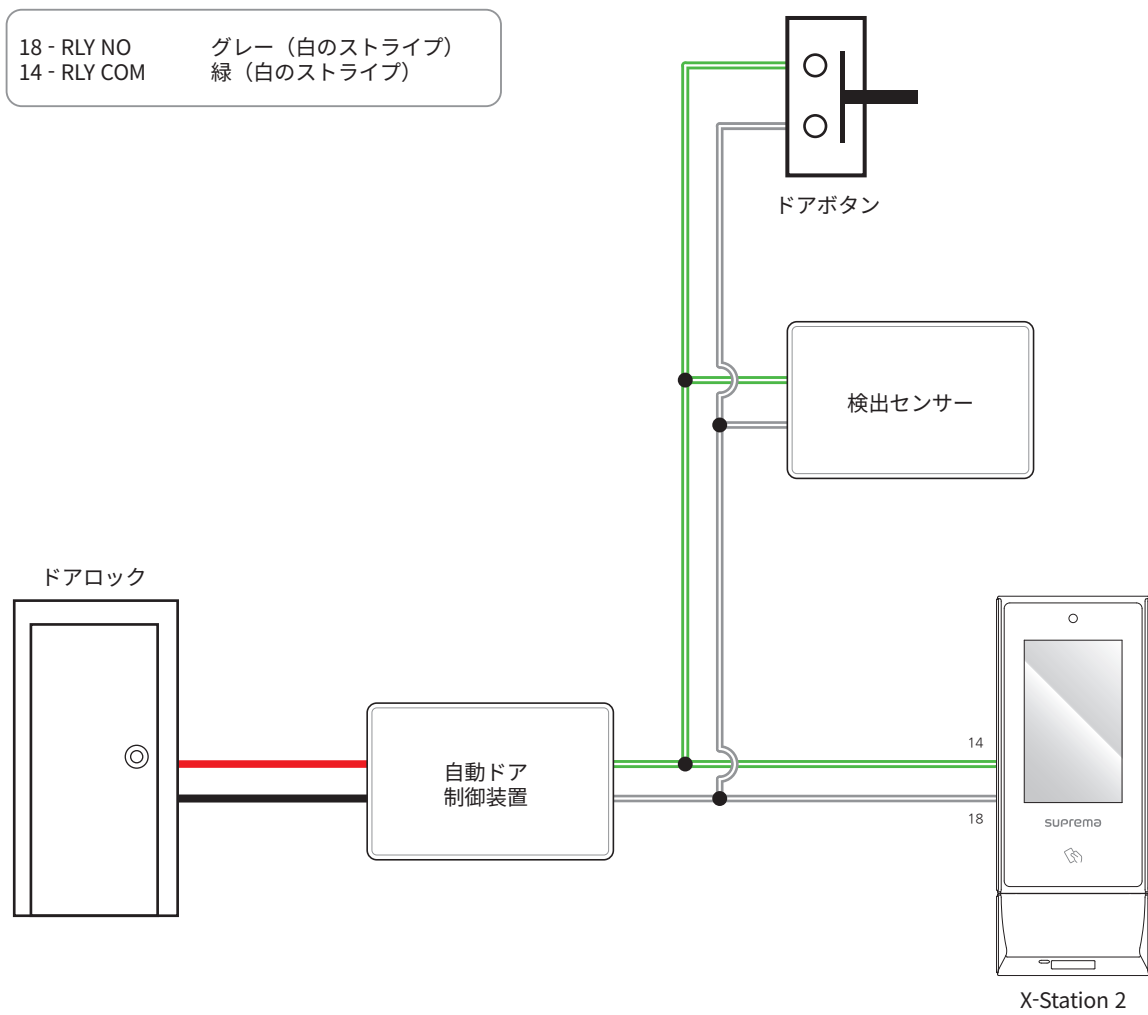 18 - RLY NO グレー（白のストライプ）
14 - RLY COM 緑（白のストライプ）
ドアボタン
検出センサー
ドアロック
自動ドア
制御装置
14
18
suprema
X-Station 2